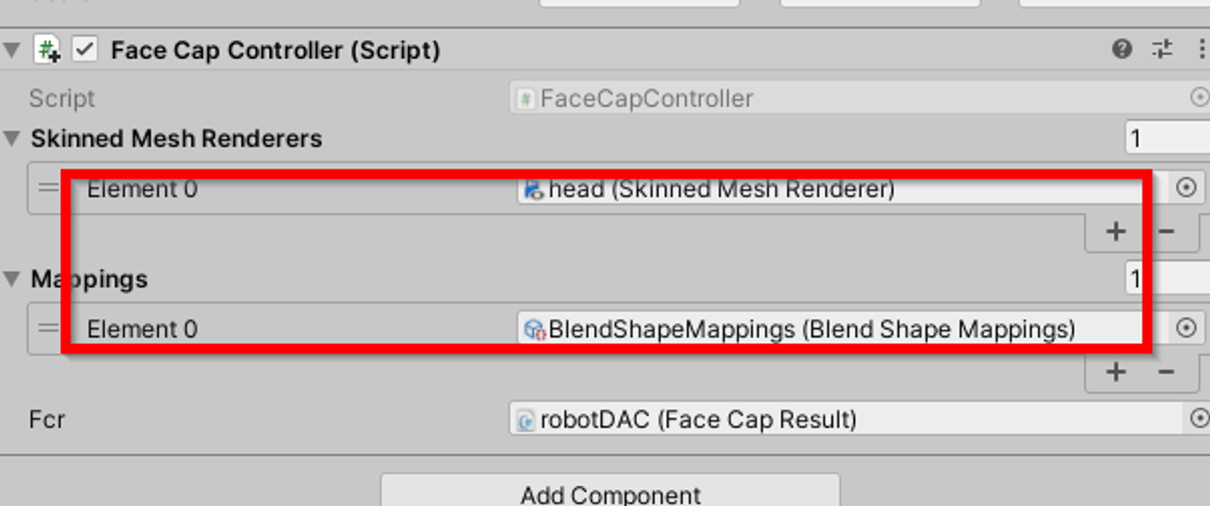 Face Cap Controller (Script)
Script
FaceCapController
Skinned Mesh Renderers
1
Element 0
head (Skinned Mesh Renderer)
+ −
Mappings
1
Element 0
BlendShapeMappings (Blend Shape Mappings)
+ −
Fcr
robotDAC (Face Cap Result)
Add Component